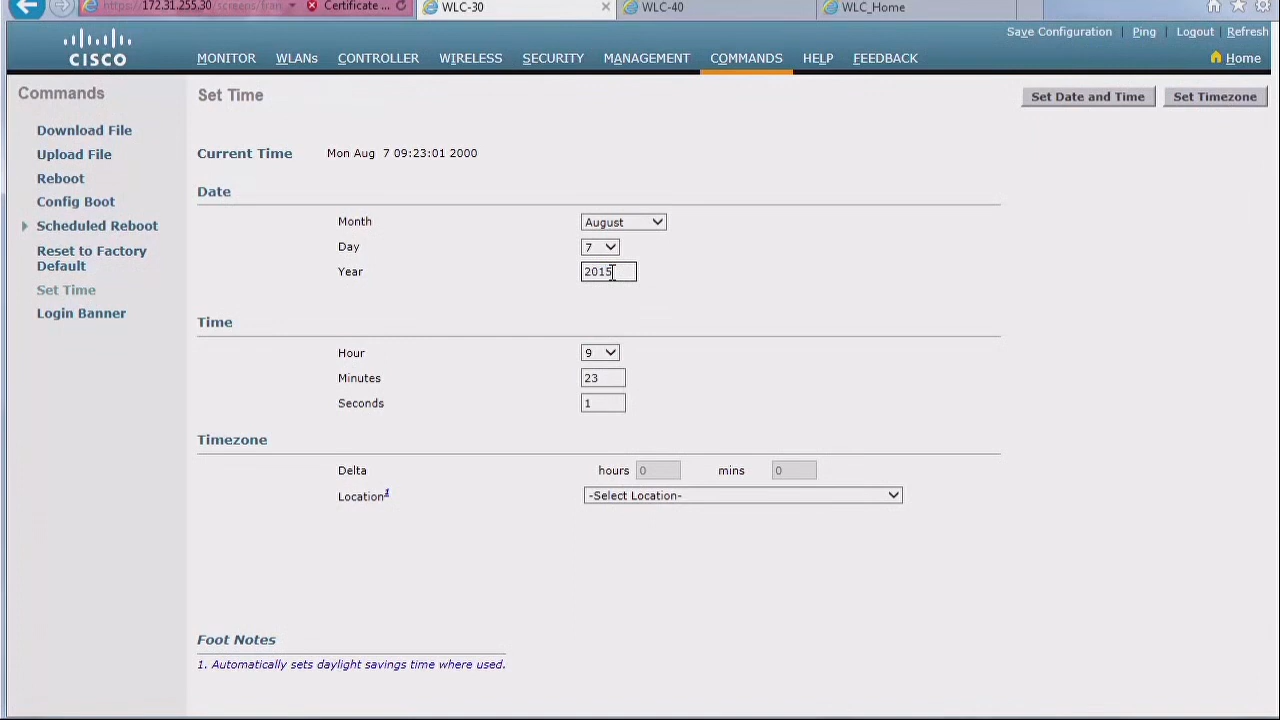 https://172.31.255.30/screens/fran Certificate ... WLC-30 WLC-40 WLC_Home
Save Configuration Ping Logout Refresh
CISCO MONITOR WLANs CONTROLLER WIRELESS SECURITY MANAGEMENT COMMANDS HELP FEEDBACK Home
Commands
Download File
Upload File
Reboot
Config Boot
Scheduled Reboot
Reset to Factory
Default
Set Time
Login Banner
Set Time Set Date and Time Set Timezone
Current Time Mon Aug 7 09:23:01 2000
Date
Month August
Day 7
Year 2015
Time
Hour 9
Minutes 23
Seconds 1
Timezone
Delta hours 0 mins 0
Location1 -Select Location-
Foot Notes
1. Automatically sets daylight savings time where used.